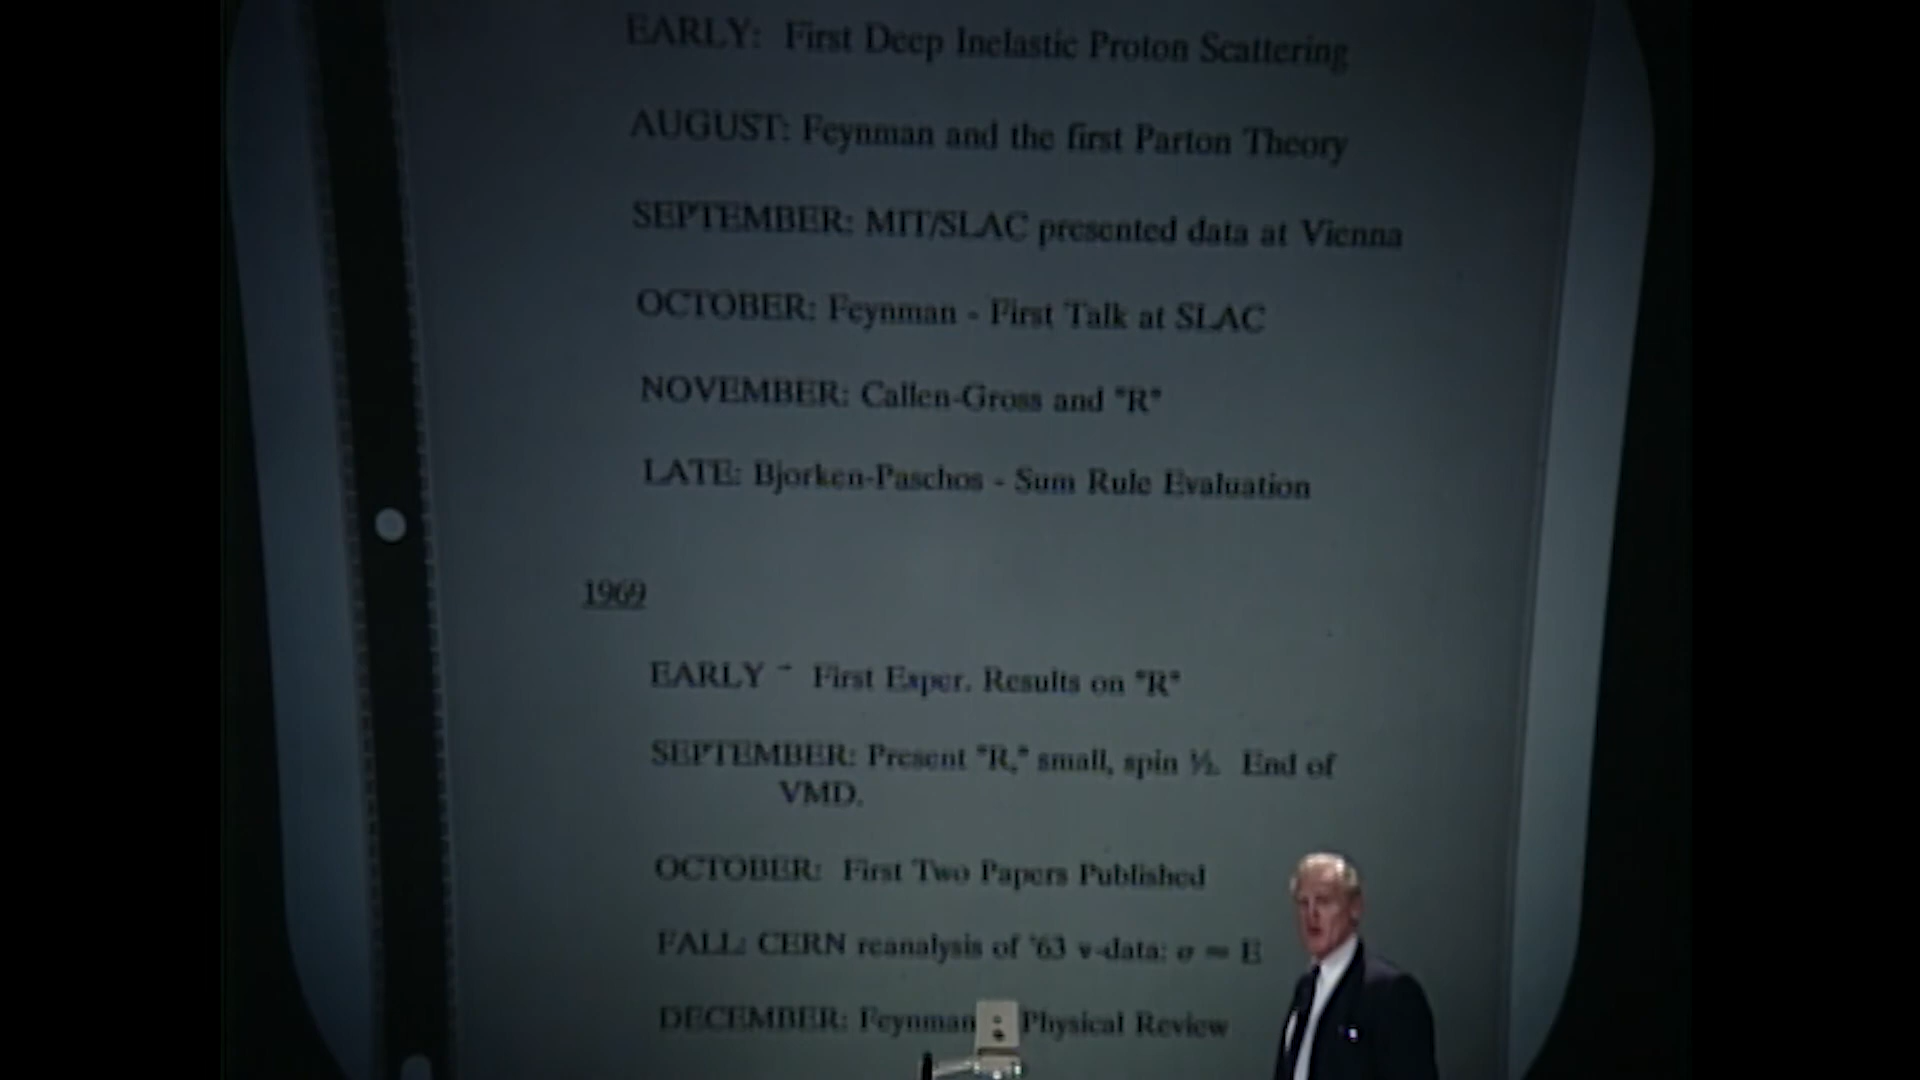 EARLY: First Deep Inelastic Proton Scattering
AUGUST: Feynman and the first Parton Theory
SEPTEMBER: MIT/SLAC presented data at Vienna
OCTOBER: Feynman - First Talk at SLAC
NOVEMBER: Callen-Gross and "R"
LATE: Bjorken-Paschos - Sum Rule Evaluation
1969
EARLY - First Exper. Results on "R"
SEPTEMBER: Present "R," small, spin ½. End of
VMD.
OCTOBER: First Two Papers Published
FALL: CERN reanalysis of '63 ν-data: σ ≈ E
DECEMBER: Feynman Physical Review